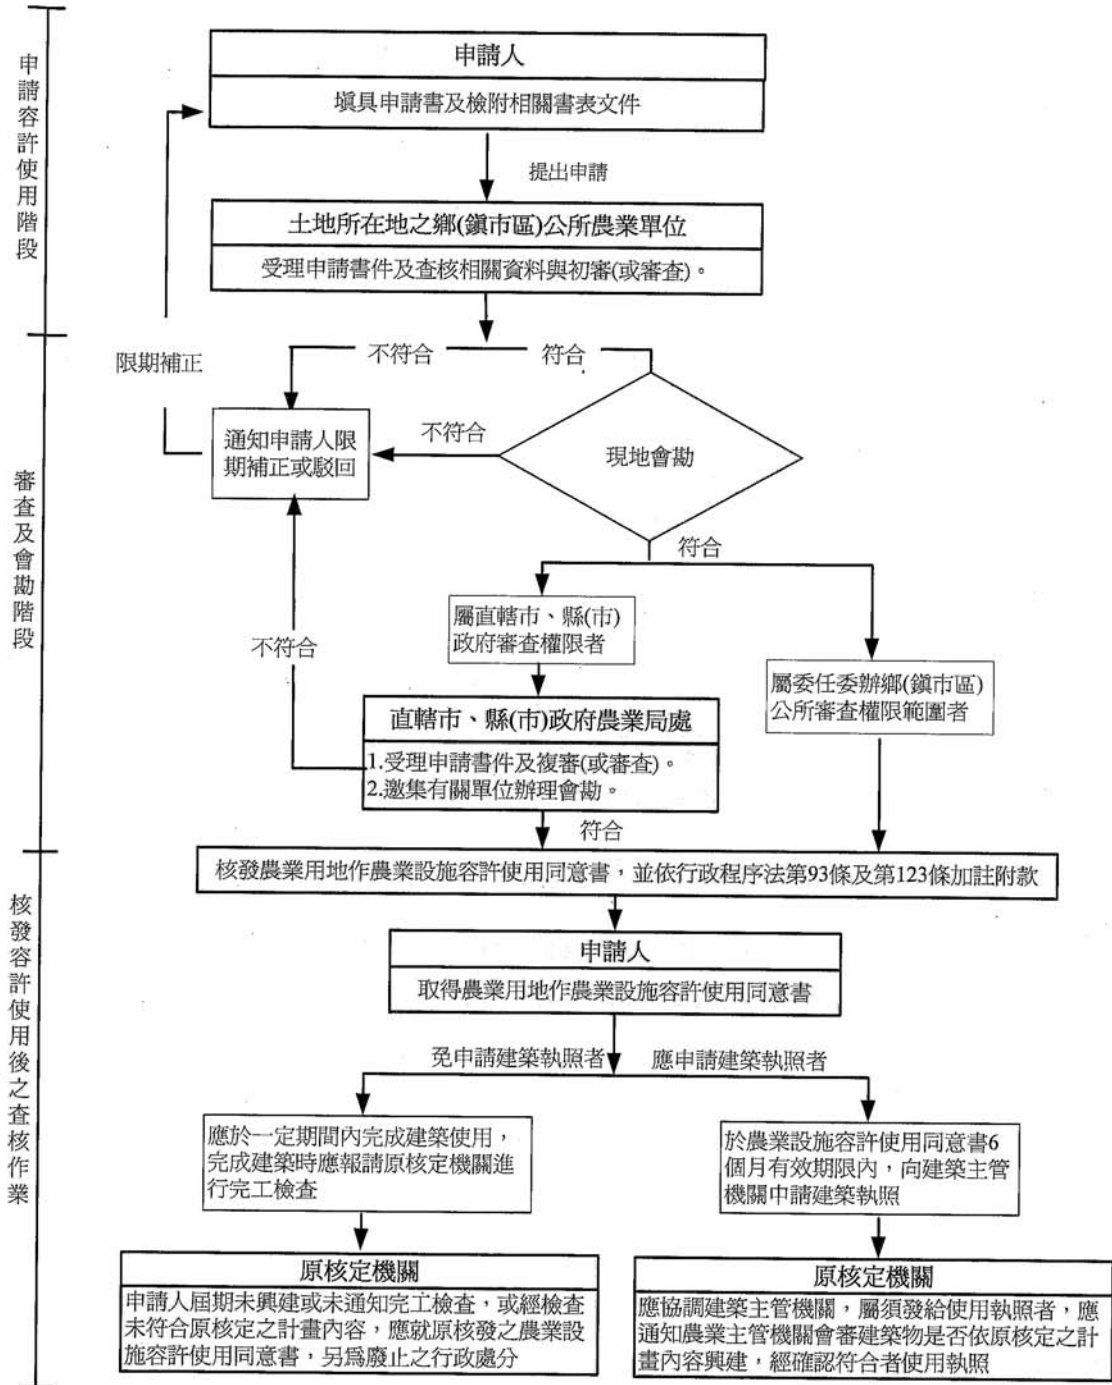 申請容許使用階段
申請人
填具申請書及檢附相關書表文件
提出申請
土地所在地之鄉(鎮市區)公所農業單位
受理申請書件及查核相關資料與初審(或審查)。
審查及會勘階段
限期補正
不符合
符合
通知申請人限
期補正或駁回
不符合
現地會勘
符合
不符合
屬直轄市、縣(市)
政府審查權限者
屬委任委辦鄉(鎮市區)
公所審查權限範圍者
直轄市、縣(市)政府農業局處
1.受理申請書件及複審(或審查)。
2.邀集有關單位辦理會勘。
符合
核發容許使用後之查核作業
核發農業用地作農業設施容許使用同意書，並依行政程序法第93條及第123條加註附款
申請人
取得農業用地作農業設施容許使用同意書
免申請建築執照者
應申請建築執照者
應於一定期間內完成建築使用，
完成建築時應報請原核定機關進
行完工檢查
於農業設施容許使用同意書6
個月有效期限內，向建築主管
機關申請建築執照
原核定機關
申請人屆期未興建或未通知完工檢查，或經檢查
未符合原核定之計畫內容，應就原核發之農業設
施容許使用同意書，另為廢止之行政處分
原核定機關
應協調建築主管機關，屬須發給使用執照者，應
通知農業主管機關會審建築物是否依原核定之計
畫內容興建，經確認符合者使用執照